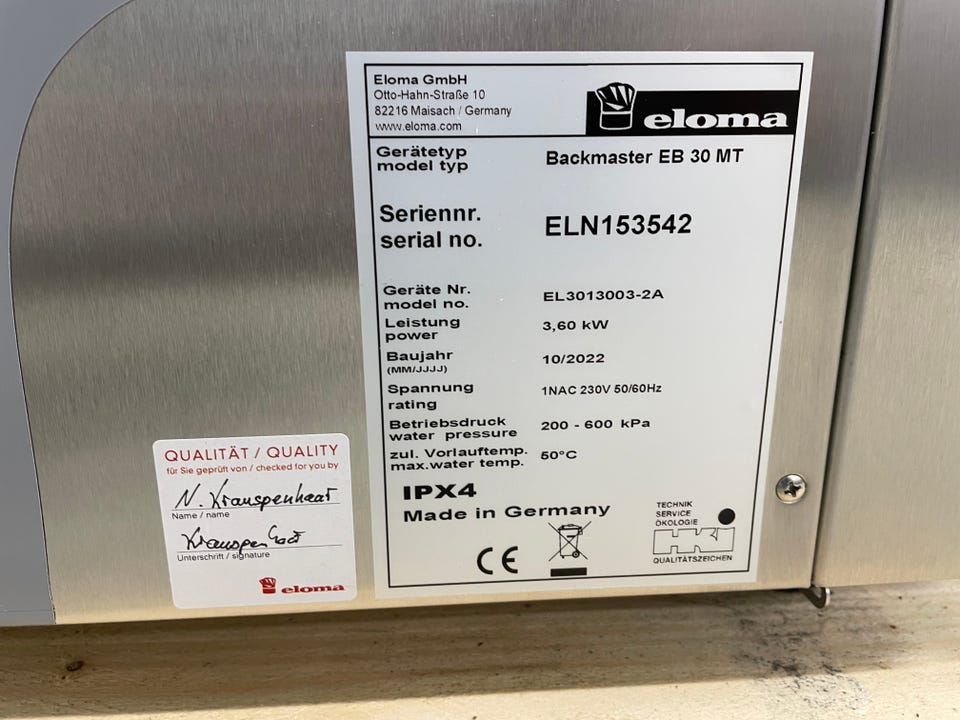 Eloma GmbH
Otto-Hahn-Straße 10
82216 Maisach / Germany
www.eloma.com
eloma
Gerätetyp
model typ
Backmaster EB 30 MT
Seriennr.
serial no.
ELN153542
Geräte Nr.
model no.
EL3013003-2A
Leistung
power
3,60 kW
Baujahr
(MM/JJJJ)
10/2022
Spannung
rating
1NAC 230V 50/60Hz
Betriebsdruck
water pressure
200 - 600 kPa
zul. Vorlauftemp.
max.water temp.
50°C
IPX4
Made in Germany
CE
TECHNIK
SERVICE
ÖKOLOGIE
HKI
QUALITÄTSZEICHEN
QUALITÄT / QUALITY
für Sie geprüft von / checked for you by
N. Kranspenhaar
Name / name
Unterschrift / signature
eloma